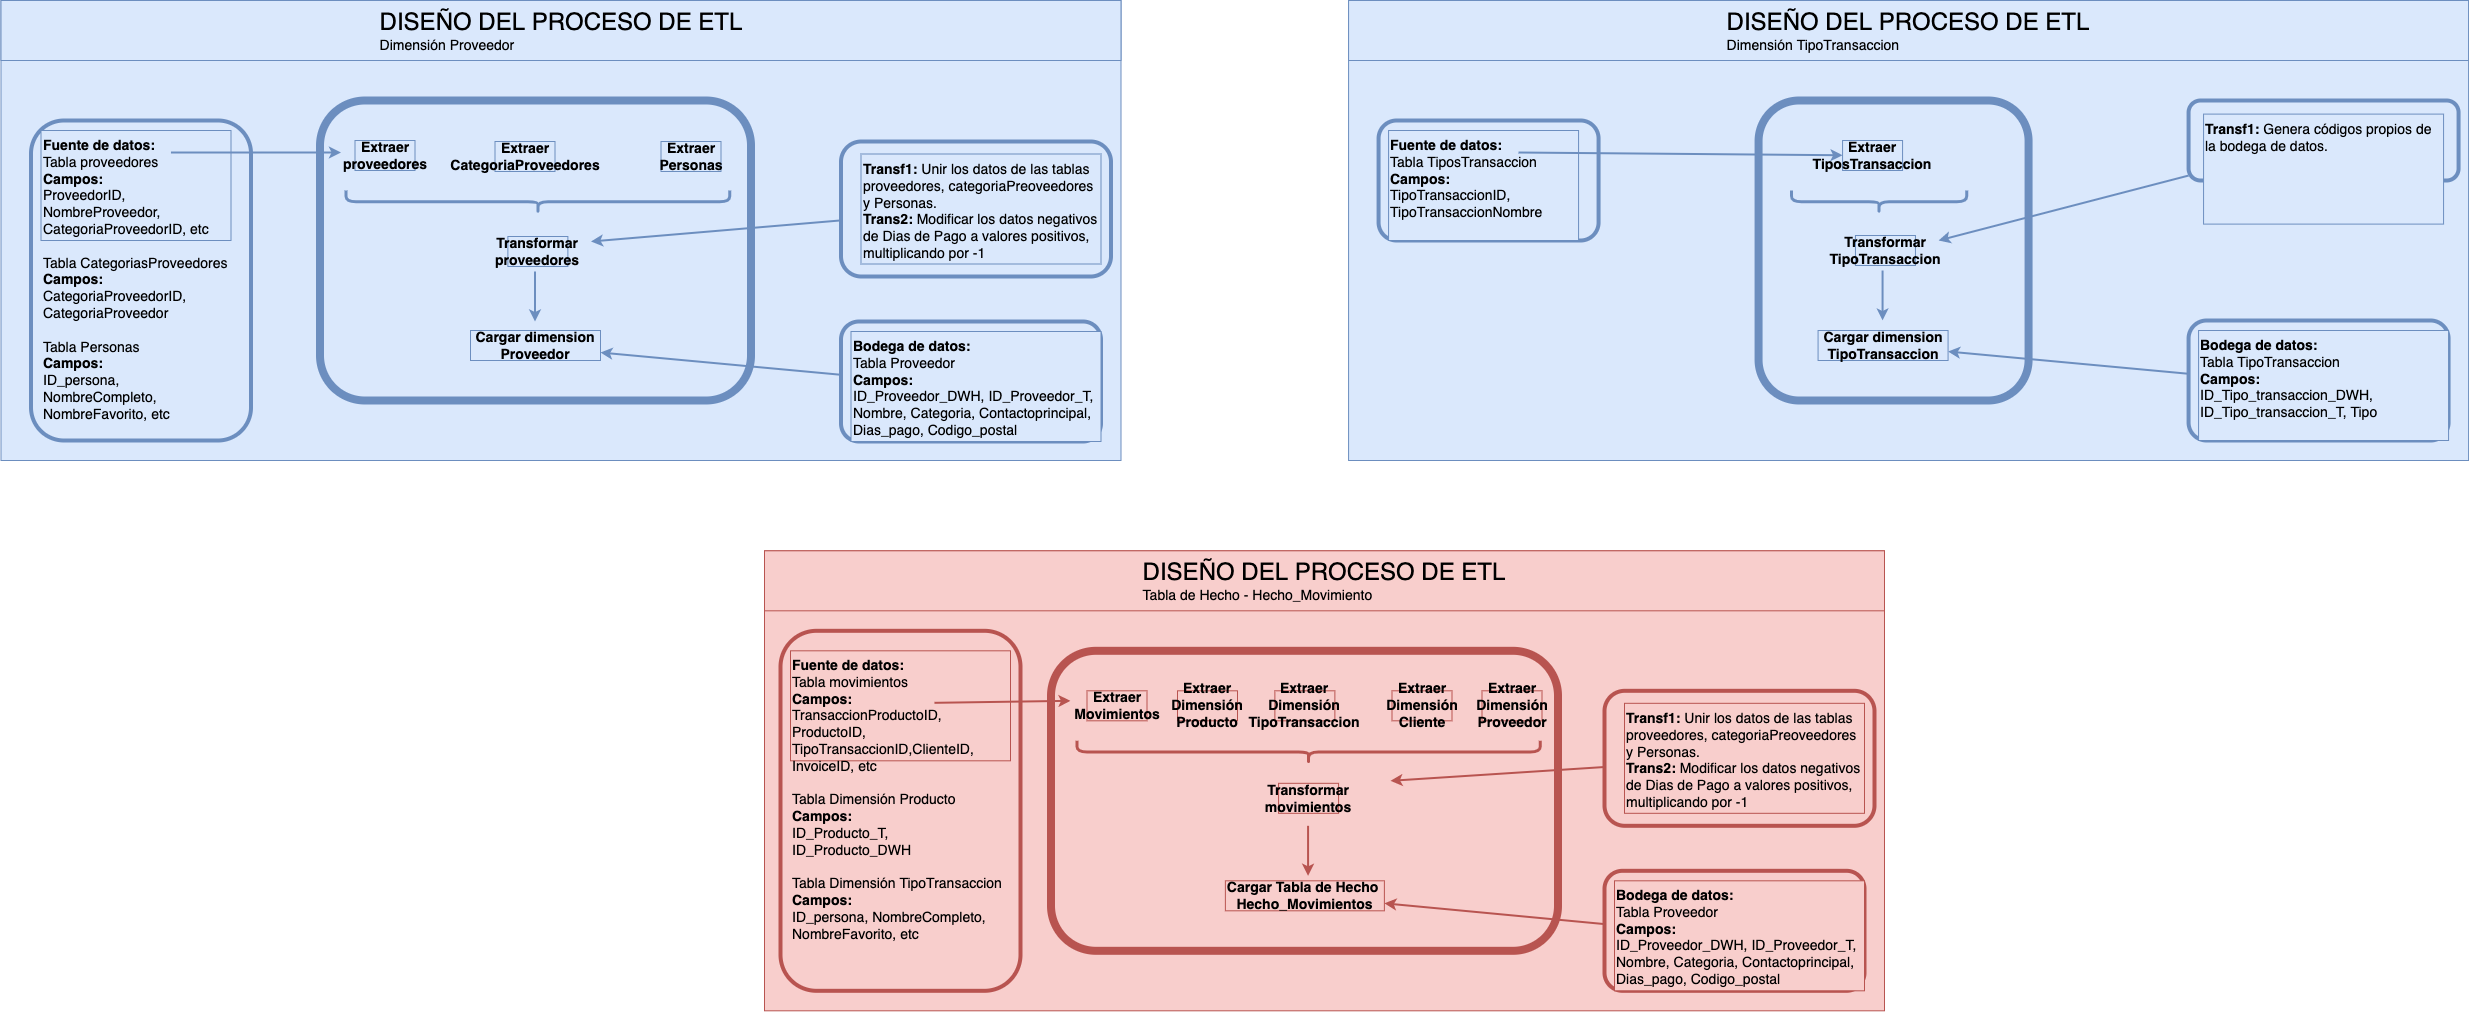 DISEÑO DEL PROCESO DE ETL
Dimensión Proveedor
Fuente de datos:
Tabla proveedores
Campos:
ProveedorID,
NombreProveedor,
CategoriaProveedorID, etc
Tabla CategoriasProveedores
Campos:
CategoriaProveedorID,
CategoriaProveedor
Tabla Personas
Campos:
ID_persona,
NombreCompleto,
NombreFavorito, etc
Extraer
proveedores
Extraer
CategoriaProveedores
Extraer
Personas
Transformar
proveedores
Cargar dimension
Proveedor
Transf1: Unir los datos de las tablas
proveedores, categoriaPreoveedores
y Personas.
Trans2: Modificar los datos negativos
de Dias de Pago a valores positivos,
multiplicando por -1
Bodega de datos:
Tabla Proveedor
Campos:
ID_Proveedor_DWH, ID_Proveedor_T,
Nombre, Categoria, Contactoprincipal,
Dias_pago, Codigo_postal
DISEÑO DEL PROCESO DE ETL
Dimensión TipoTransaccion
Fuente de datos:
Tabla TiposTransaccion
Campos:
TipoTransaccionID,
TipoTransaccionNombre
Extraer
TiposTransaccion
Transformar
TipoTransaccion
Cargar dimension
TipoTransaccion
Transf1: Genera códigos propios de
la bodega de datos.
Bodega de datos:
Tabla TipoTransaccion
Campos:
ID_Tipo_transaccion_DWH,
ID_Tipo_transaccion_T, Tipo
DISEÑO DEL PROCESO DE ETL
Tabla de Hecho - Hecho_Movimiento
Fuente de datos:
Tabla movimientos
Campos:
TransaccionProductoID,
ProductoID,
TipoTransaccionID,ClienteID,
InvoiceID, etc
Tabla Dimensión Producto
Campos:
ID_Producto_T,
ID_Producto_DWH
Tabla Dimensión TipoTransaccion
Campos:
ID_persona, NombreCompleto,
NombreFavorito, etc
Extraer
Movimientos
Extraer
Dimensión
Producto
Extraer
Dimensión
TipoTransaccion
Extraer
Dimensión
Cliente
Extraer
Dimensión
Proveedor
Transformar
movimientos
Cargar Tabla de Hecho
Hecho_Movimientos
Transf1: Unir los datos de las tablas
proveedores, categoriaPreoveedores
y Personas.
Trans2: Modificar los datos negativos
de Dias de Pago a valores positivos,
multiplicando por -1
Bodega de datos:
Tabla Proveedor
Campos:
ID_Proveedor_DWH, ID_Proveedor_T,
Nombre, Categoria, Contactoprincipal,
Dias_pago, Codigo_postal